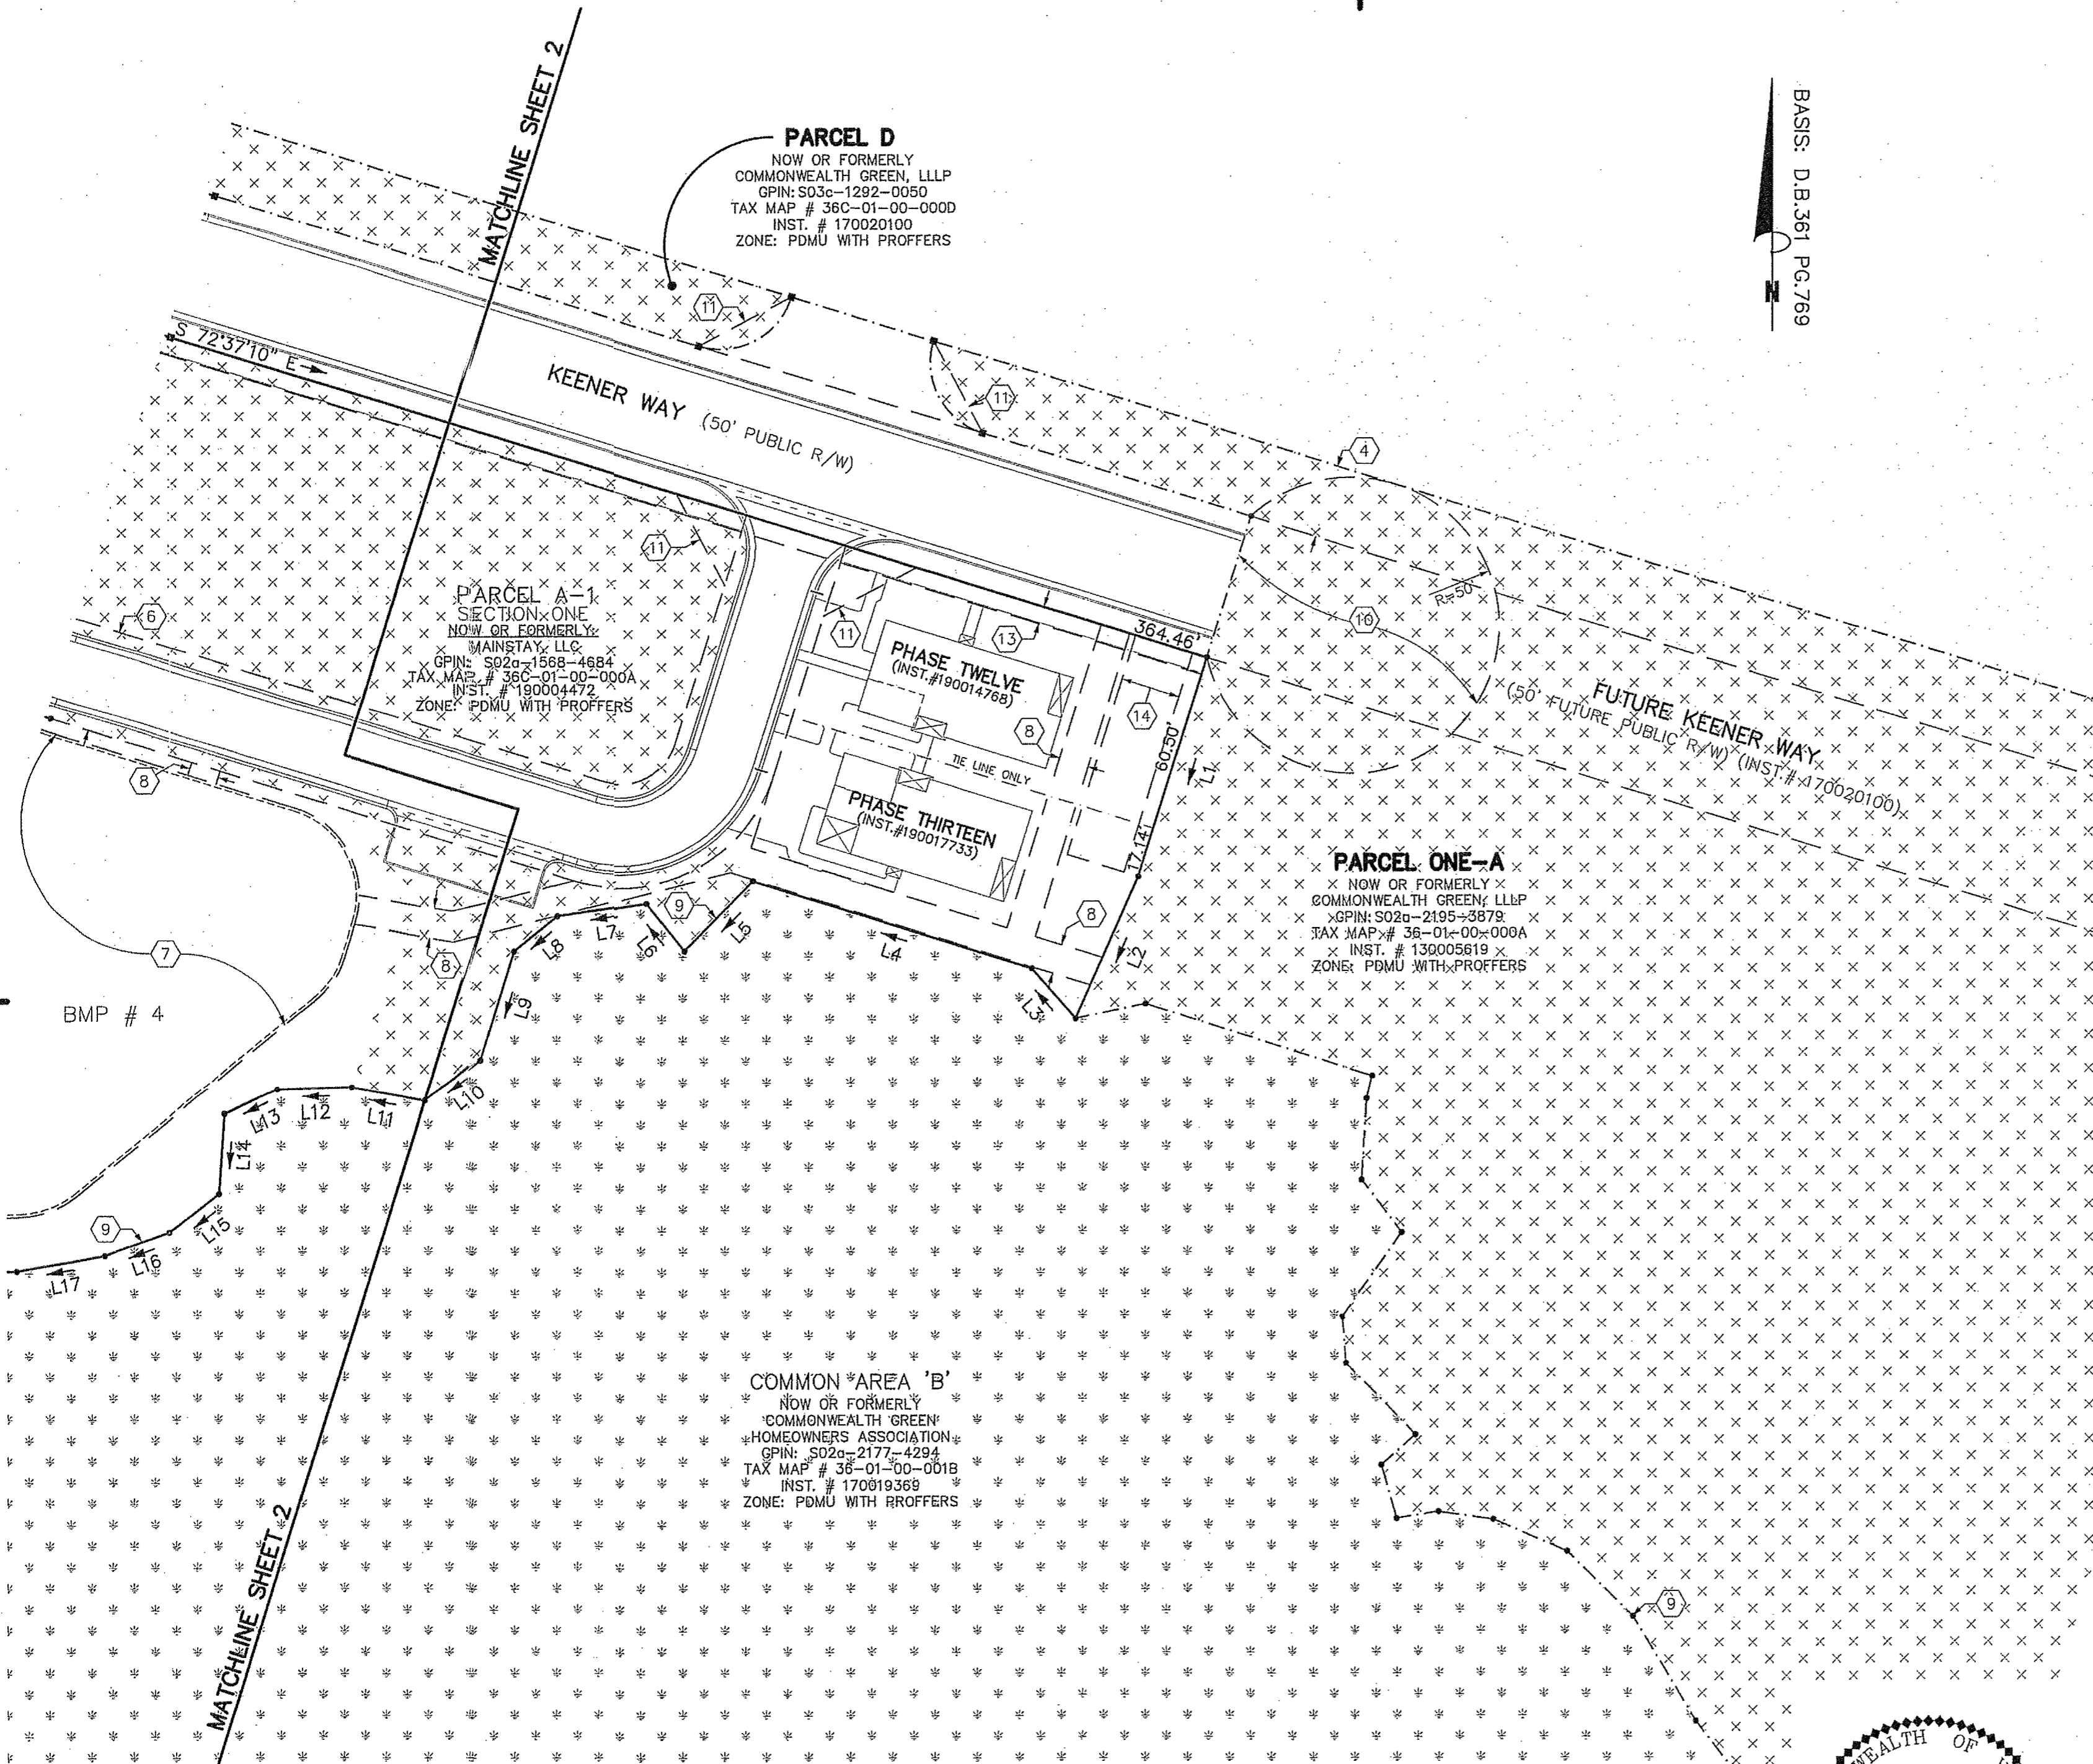 MATCHLINE SHEET 2
PARCEL D
NOW OR FORMERLY
COMMONWEALTH GREEN, LLLP
GPIN: S03c-1292-0050
TAX MAP # 36C-01-00-000D
INST. # 170020100
ZONE: PDMU WITH PROFFERS
BASIS: D.B.361 PG.769
N
11
S 72°37'10" E
KEENER WAY (50' PUBLIC R/W)
11
4
11
R=50'
10
PARCEL A-1
SECTION ONE
NOW OR FORMERLY
MAINSTAY, LLC
GPIN: S02a-1568-4684
TAX MAP # 36C-01-00-000A
INST. # 190004472
ZONE: PDMU WITH PROFFERS
6
11
13
364.46'
PHASE TWELVE
(INST.#190014768)
14
8
60.50'
L1
TIE LINE ONLY
FUTURE KEENER WAY
(50' FUTURE PUBLIC R/W) (INST.# 170020100)
8
PHASE THIRTEEN
(INST.#190017733)
17.14'
PARCEL ONE-A
NOW OR FORMERLY
COMMONWEALTH GREEN, LLLP
GPIN: S02a-2195-3879
TAX MAP # 36-01-00-000A
INST. # 130005619
ZONE: PDMU WITH PROFFERS
9
8
7
8
L8
L7
L6
L5
L4
L2
L3
L9
BMP # 4
L10
L11
L12
L13
L14
L15
9
L16
L17
COMMON AREA 'B'
NOW OR FORMERLY
COMMONWEALTH GREEN
HOMEOWNERS ASSOCIATION
GPIN: S02a-2177-4294
TAX MAP # 36-01-00-001B
INST. # 170019369
ZONE: PDMU WITH PROFFERS
9
MATCHLINE SHEET 2
WEALTH OF